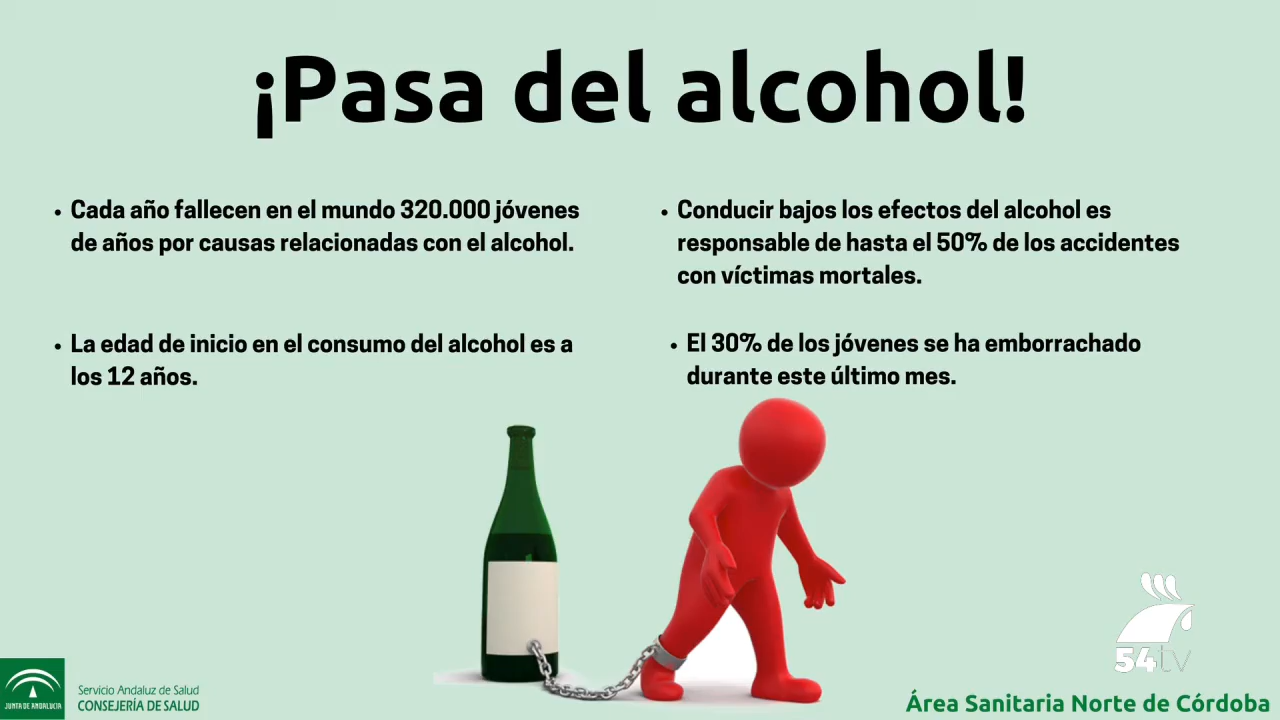 ¡Pasa del alcohol!
Cada año fallecen en el mundo 320.000 jóvenes
de años por causas relacionadas con el alcohol.
La edad de inicio en el consumo del alcohol es a
los 12 años.
Conducir bajos los efectos del alcohol es
responsable de hasta el 50% de los accidentes
con víctimas mortales.
El 30% de los jóvenes se ha emborrachado
durante este último mes.
54tv
JUNTA DE ANDALUCIA
Servicio Andaluz de Salud
CONSEJERÍA DE SALUD
Área Sanitaria Norte de Córdoba